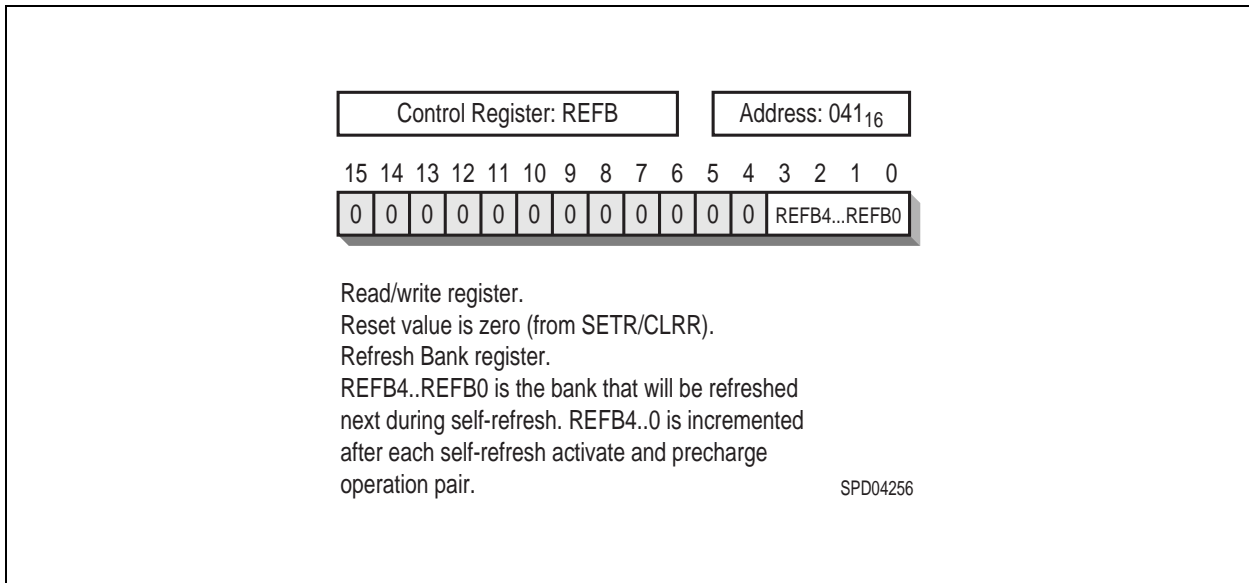 Control Register: REFB Address: 041₁₆
15 14 13 12 11 10 9 8 7 6 5 4 3 2 1 0
0 0 0 0 0 0 0 0 0 0 0 0 REFB4...REFB0
Read/write register.
Reset value is zero (from SETR/CLRR).
Refresh Bank register.
REFB4..REFB0 is the bank that will be refreshed
next during self-refresh. REFB4..0 is incremented
after each self-refresh activate and precharge
operation pair. SPD04256